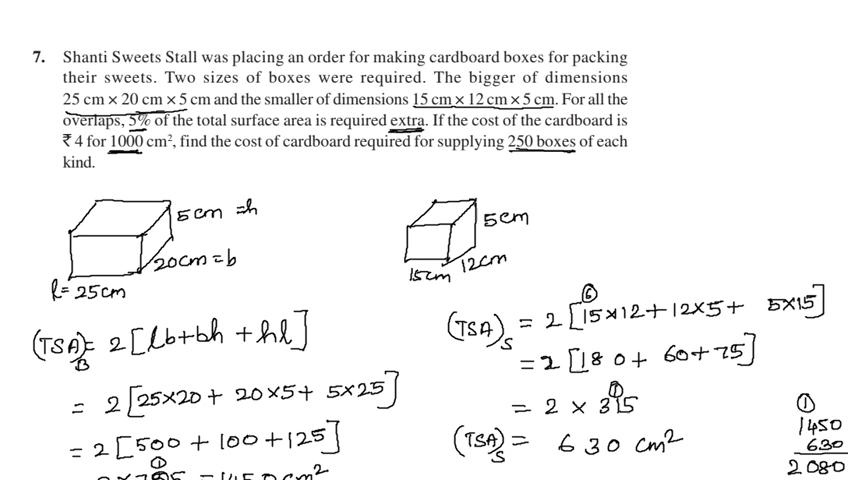 7. Shanti Sweets Stall was placing an order for making cardboard boxes for packing
their sweets. Two sizes of boxes were required. The bigger of dimensions
25 cm × 20 cm × 5 cm and the smaller of dimensions 15 cm × 12 cm × 5 cm. For all the
overlaps, 5% of the total surface area is required extra. If the cost of the cardboard is
₹ 4 for 1000 cm², find the cost of cardboard required for supplying 250 boxes of each
kind.
5cm = h
20cm = b
l = 25cm
5cm
12cm
15cm
(TSA)B = 2[lb+bh+hl]
= 2[25×20 + 20×5 + 5×25]
= 2[500 + 100 + 125]
①
= 1450 cm²
⑥
(TSA)S = 2[15×12+12×5+ 5×15]
= 2[180+ 60+75]
①
= 2 × 315
(TSA)S = 630 cm²
①
1450
630
2080